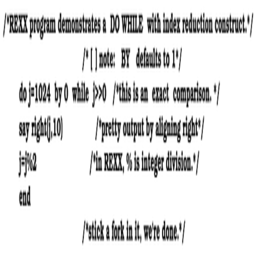 /*REXX program demonstrates a DO WHILE with index reduction construct.*/
/* [ ] note: BY defaults to 1*/
do j=1024 by 0 while j>>0 /*this is an exact comparison. */
say right(j,10) /*pretty output by aligning right*/
j=j%2 /*in REXX, % is integer division.*/
end
/*stick a fork in it, we're done.*/